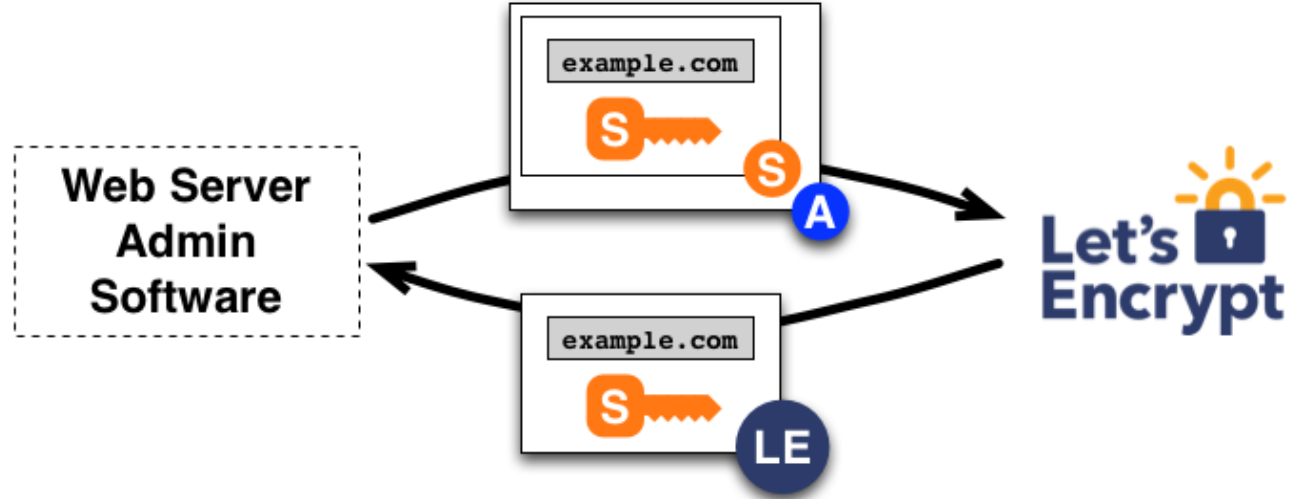 example.com
S
S
A
Web Server
Admin
Software
Let's
Encrypt
example.com
S
LE